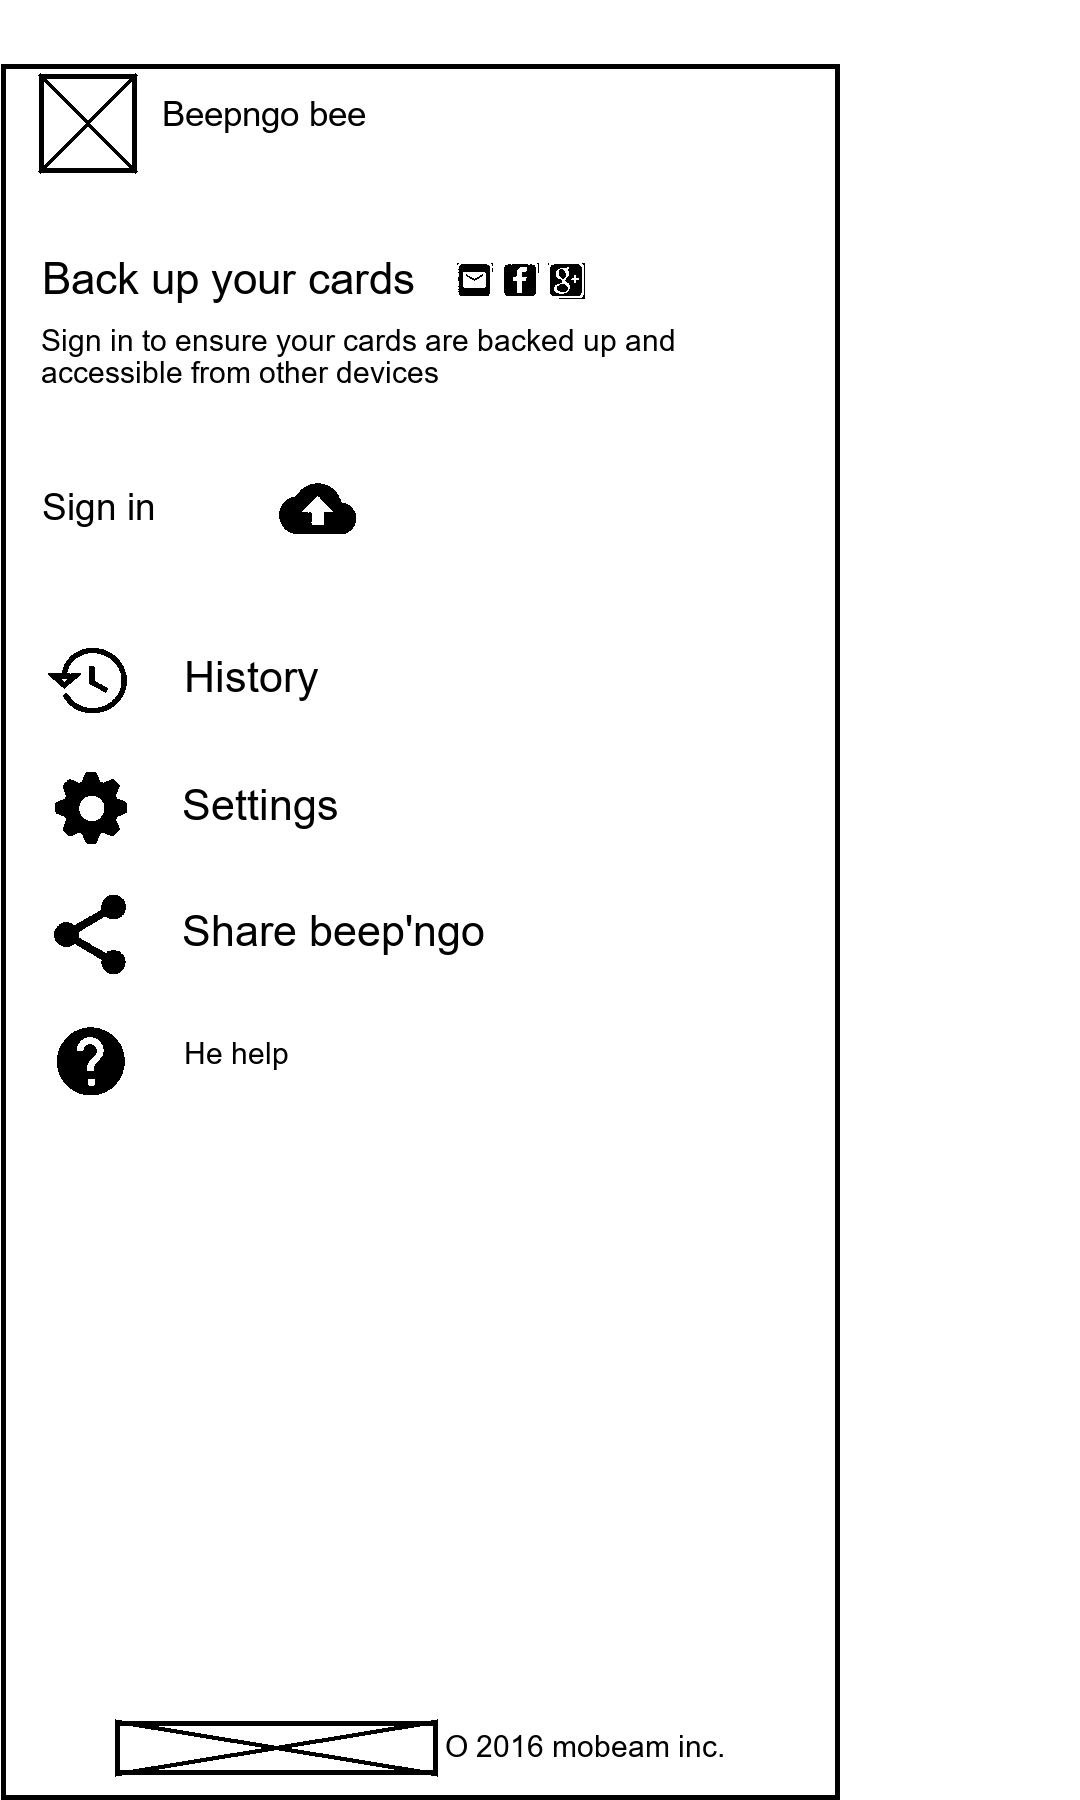 Beepngo bee
Back up your cards
Sign in to ensure your cards are backed up and
accessible from other devices
Sign in
History
Settings
Share beep'ngo
He help
O 2016 mobeam inc.